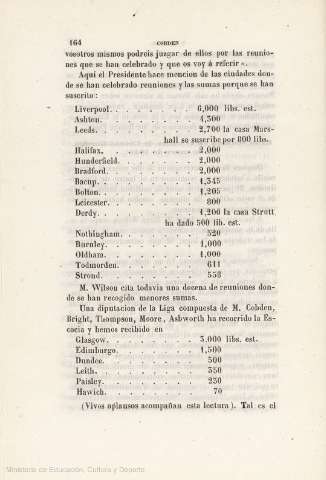 164 COBDEN
vosotros mismos podreis juzgar de ellos por las reunio-
nes que se han celebrado y que os voy á referir».
Aqui el Presidente hace mencion de las ciudades don-
de se han celebrado reuniones y las sumas porque se han
suscrito:
Liverpool. . . . . . . . 6,000 libs. est.
Ashton. . . . . . . . . 4,300
Leeds. . . . . . . . . 2,700 la casa Mars-
hall se suscribe por 800 libs.
Halifax. . . . . . . . . 2,000
Hunderfield. . . . . . . 2,000
Bradford. . . . . . . . 2,000
Bacup. . . . . . . . . 1,345
Bolton. . . . . . . . . 1,205
Leicester. . . . . . . . 800
Derdy. . . . . . . . . 1,200 la casa Strutt
ha dado 500 lib. est.
Nothingham. . . . . . . 520
Burnley. . . . . . . . 1,000
Oldham. . . . . . . . 1,000
Todmorden. . . . . . . 611
Strond. . . . . . . . . 558
M. Wilson cita todavia una docena de reuniones don-
de se han recogido menores sumas.
Una diputacion de la Liga compuesta de M. Cobden,
Bright, Thompson, Moore, Ashworth ha recorrido la Es-
cocia y hemos recibido en
Glasgow. . . . . . . . 3,000 libs. est.
Edimburgo. . . . . . . 1,500
Dundee. . . . . . . . 500
Leith. . . . . . . . . 350
Paisley. . . . . . . . 230
Hawich. . . . . . . . 70
(Vivos aplausos acompañan esta lectura). Tal es el
Ministerio de Educación, Cultura y Deporte